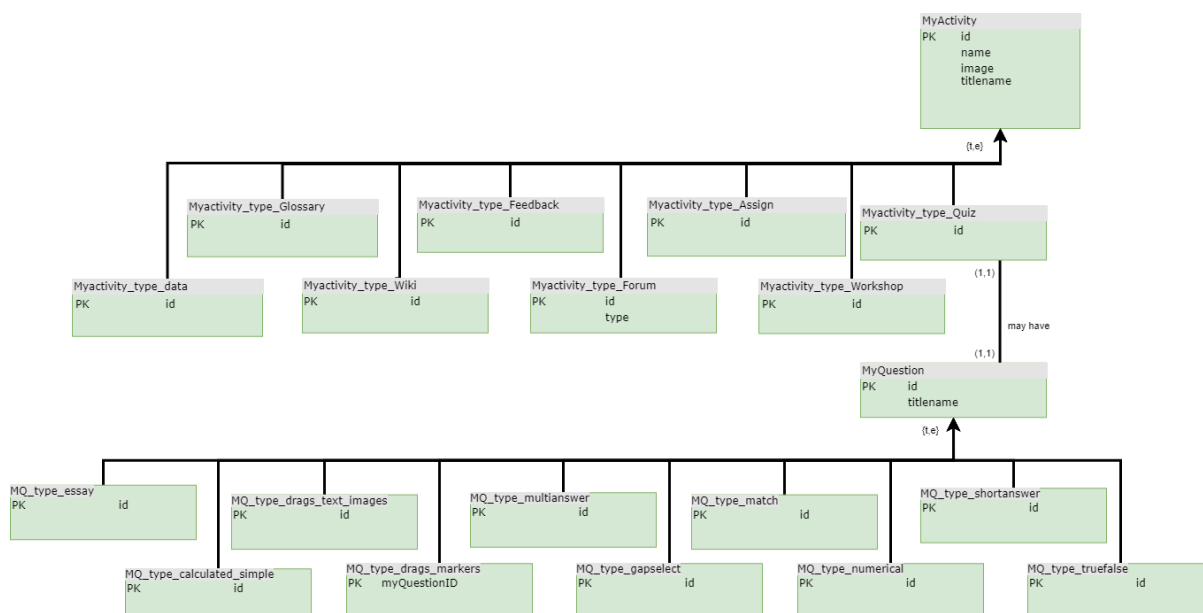 MyActivity
PK id
name
image
titlename
{t,e}
Myactivity_type_Glossary
PK id
Myactivity_type_Feedback
PK id
Myactivity_type_Assign
PK id
Myactivity_type_Quiz
PK id
Myactivity_type_data
PK id
Myactivity_type_Wiki
PK id
Myactivity_type_Forum
PK id
type
Myactivity_type_Workshop
PK id
(1,1)
may have
(1,1)
MyQuestion
PK id
titlename
{t,e}
MQ_type_essay
PK id
MQ_type_drags_text_images
PK id
MQ_type_multianswer
PK id
MQ_type_match
PK id
MQ_type_shortanswer
PK id
MQ_type_calculated_simple
PK id
MQ_type_drags_markers
PK myQuestionID
MQ_type_gapselect
PK id
MQ_type_numerical
PK id
MQ_type_truefalse
PK id